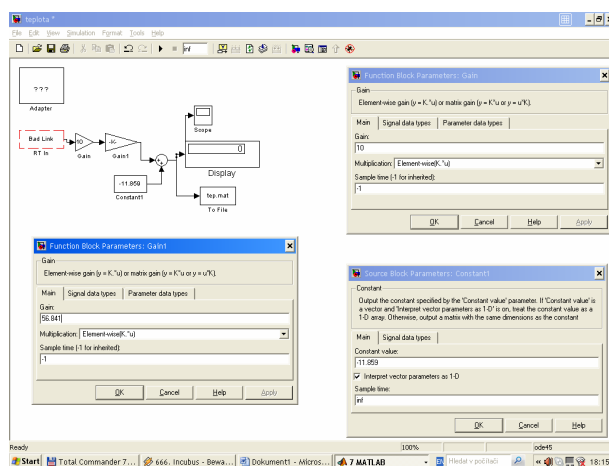 teplota *
File Edit View Simulation Format Tools Help
inf
???
Adapter
Bad Link
RT In
10
Gain
-K-
Gain1
Scope
0
Display
-11.859
Constant1
tep.mat
To File
Function Block Parameters: Gain
Gain
Element-wise gain (y = K.*u) or matrix gain (y = K*u or y = u*K).
Main Signal data types Parameter data types
Gain:
10
Multiplication: Element-wise(K.*u)
Sample time (-1 for inherited):
-1
OK Cancel Help Apply
Function Block Parameters: Gain1
Gain
Element-wise gain (y = K.*u) or matrix gain (y = K*u or y = u*K).
Main Signal data types Parameter data types
Gain:
56.841
Multiplication: Element-wise(K.*u)
Sample time (-1 for inherited):
-1
OK Cancel Help Apply
Source Block Parameters: Constant1
Constant
Output the constant specified by the 'Constant value' parameter. If 'Constant value' is
a vector and 'Interpret vector parameters as 1-D' is on, treat the constant value as a
1-D array. Otherwise, output a matrix with the same dimensions as the constant
Main Signal data types
Constant value:
-11.859
Interpret vector parameters as 1-D
Sample time:
inf
OK Cancel Help
Ready 100% ode45
Start Total Commander 7... 666. Incubus - Bewa... Dokument1 - Micros... 7 MATLAB Hledat v počítači 18:15